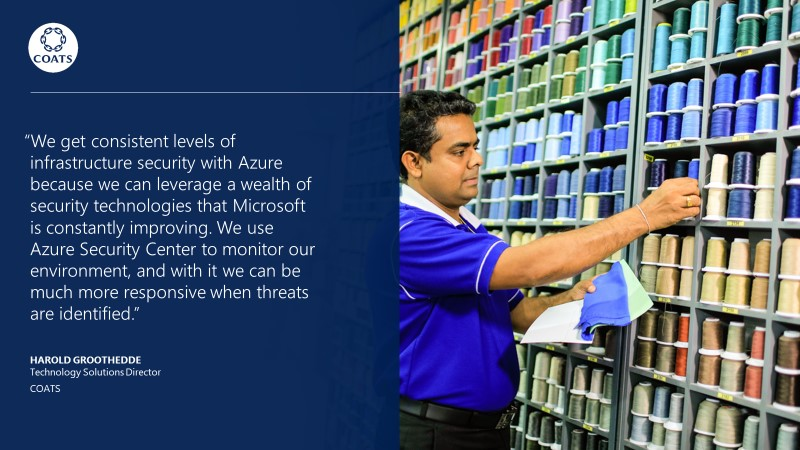 COATS
“We get consistent levels of
infrastructure security with Azure
because we can leverage a wealth of
security technologies that Microsoft
is constantly improving. We use
Azure Security Center to monitor our
environment, and with it we can be
much more responsive when threats
are identified.”
HAROLD GROOTHEDDE
Technology Solutions Director
COATS